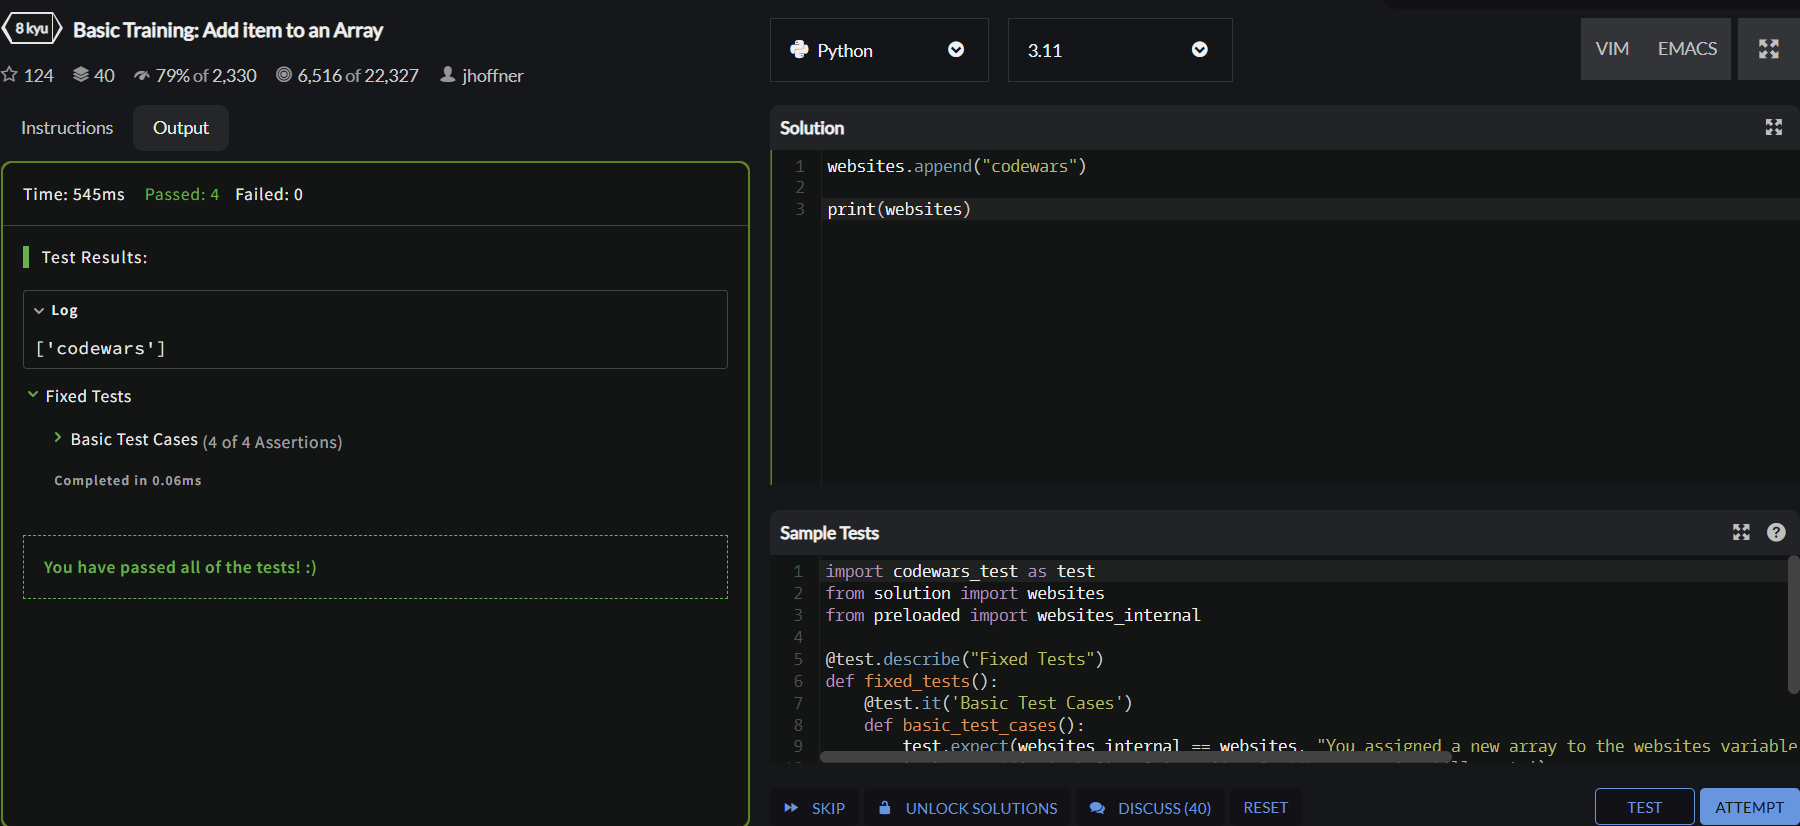 8 kyu Basic Training: Add item to an Array
124 40 79% of 2,330 6,516 of 22,327 jhoffner
Instructions Output
Time: 545ms Passed: 4 Failed: 0
Test Results:
Log
['codewars']
Fixed Tests
Basic Test Cases (4 of 4 Assertions)
Completed in 0.06ms
You have passed all of the tests! :)
Python 3.11 VIM EMACS
Solution
1 websites.append("codewars")
2
3 print(websites)
Sample Tests
1 import codewars_test as test
2 from solution import websites
3 from preloaded import websites_internal
4
5 @test.describe("Fixed Tests")
6 def fixed_tests():
7 @test.it('Basic Test Cases')
8 def basic_test_cases():
9 test.expect(websites_internal == websites, "You assigned a new array to the websites variable
SKIP UNLOCK SOLUTIONS DISCUSS (40) RESET TEST ATTEMPT